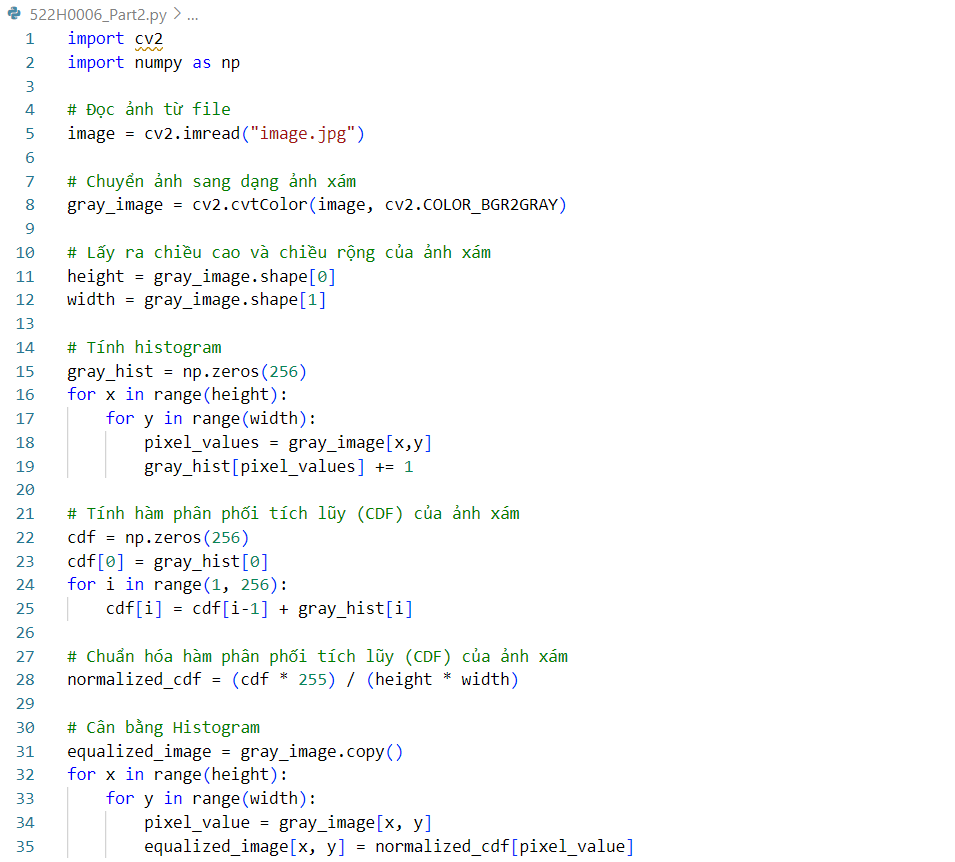 522H0006_Part2.py > ...
1 import cv2
2 import numpy as np
3
4 # Đọc ảnh từ file
5 image = cv2.imread("image.jpg")
6
7 # Chuyển ảnh sang dạng ảnh xám
8 gray_image = cv2.cvtColor(image, cv2.COLOR_BGR2GRAY)
9
10 # Lấy ra chiều cao và chiều rộng của ảnh xám
11 height = gray_image.shape[0]
12 width = gray_image.shape[1]
13
14 # Tính histogram
15 gray_hist = np.zeros(256)
16 for x in range(height):
17     for y in range(width):
18         pixel_values = gray_image[x,y]
19         gray_hist[pixel_values] += 1
20
21 # Tính hàm phân phối tích lũy (CDF) của ảnh xám
22 cdf = np.zeros(256)
23 cdf[0] = gray_hist[0]
24 for i in range(1, 256):
25     cdf[i] = cdf[i-1] + gray_hist[i]
26
27 # Chuẩn hóa hàm phân phối tích lũy (CDF) của ảnh xám
28 normalized_cdf = (cdf * 255) / (height * width)
29
30 # Cân bằng Histogram
31 equalized_image = gray_image.copy()
32 for x in range(height):
33     for y in range(width):
34         pixel_value = gray_image[x, y]
35         equalized_image[x, y] = normalized_cdf[pixel_value]